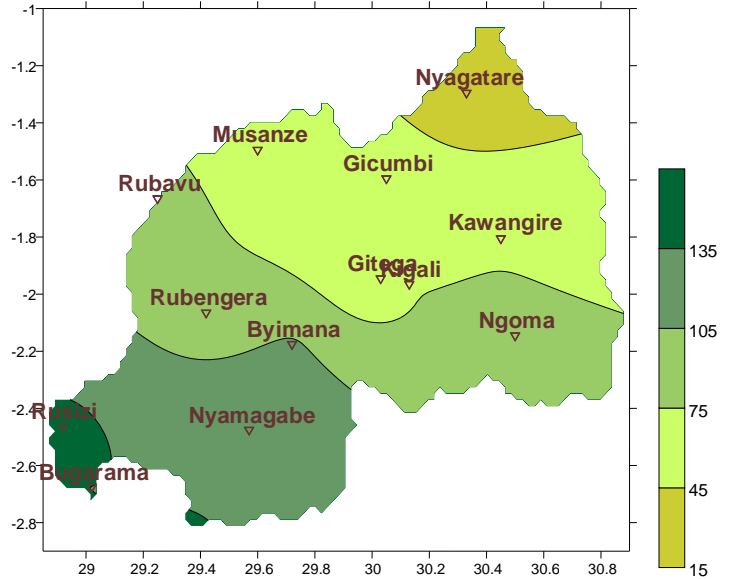 -1
-1.2
Nyagatare
-1.4
Musanze
Gicumbi
-1.6
Rubavu
Kawangire
-1.8
Gitega
Kigali
-2
Rubengera
Byimana
Ngoma
-2.2
-2.4
Rusizi
Nyamagabe
-2.6
Bugarama
-2.8
29 29.2 29.4 29.6 29.8 30 30.2 30.4 30.6 30.8
135
105
75
45
15